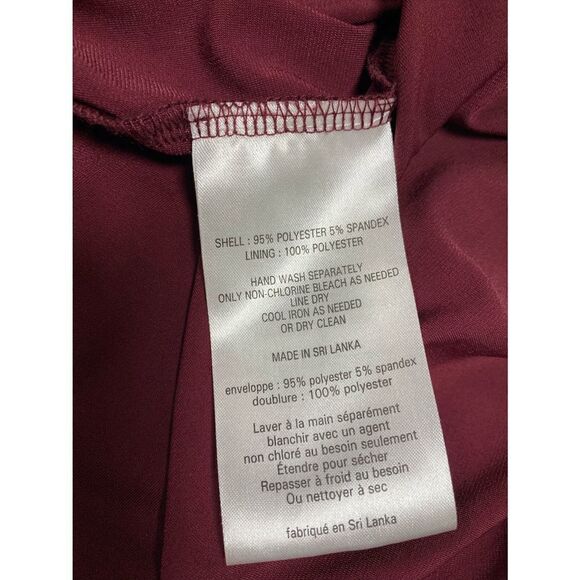 SHELL : 95% POLYESTER 5% SPANDEX
LINING : 100% POLYESTER
HAND WASH SEPARATELY
ONLY NON-CHLORINE BLEACH AS NEEDED
LINE DRY
COOL IRON AS NEEDED
OR DRY CLEAN
MADE IN SRI LANKA
enveloppe : 95% polyester 5% spandex
doublure : 100% polyester
Laver à la main séparément
blanchir avec un agent
non chloré au besoin seulement
Étendre pour sécher
Repasser à froid au besoin
Ou nettoyer à sec
fabriqué en Sri Lanka